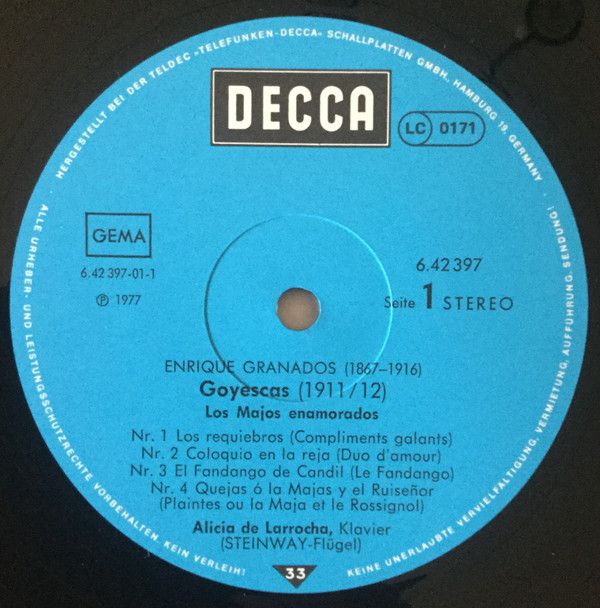 HERGESTELLT BEI DER TELDEC »TELEFUNKEN-DECCA« SCHALLPLATTEN GMBH, HAMBURG 19, GERMANY
DECCA
LC 0171
GEMA
6.42 397-01-1
℗ 1977
6.42 397
Seite 1 STEREO
ENRIQUE GRANADOS (1867–1916)
Goyescas (1911/12)
Los Majos enamorados
Nr. 1 Los requiebros (Compliments galants)
Nr. 2 Coloquio en la reja (Duo d'amour)
Nr. 3 El Fandango de Candil (Le Fandango)
Nr. 4 Quejas ó la Majas y el Ruiseñor
(Plaintes ou la Maja et le Rossignol)
Alicia de Larrocha, Klavier
(STEINWAY-Flügel)
33
ALLE URHEBER- UND LEISTUNGSSCHUTZRECHTE VORBEHALTEN. KEIN VERLEIH! KEINE UNERLAUBTE VERVIELFÄLTIGUNG, VERMIETUNG, AUFFÜHRUNG, SENDUNG!